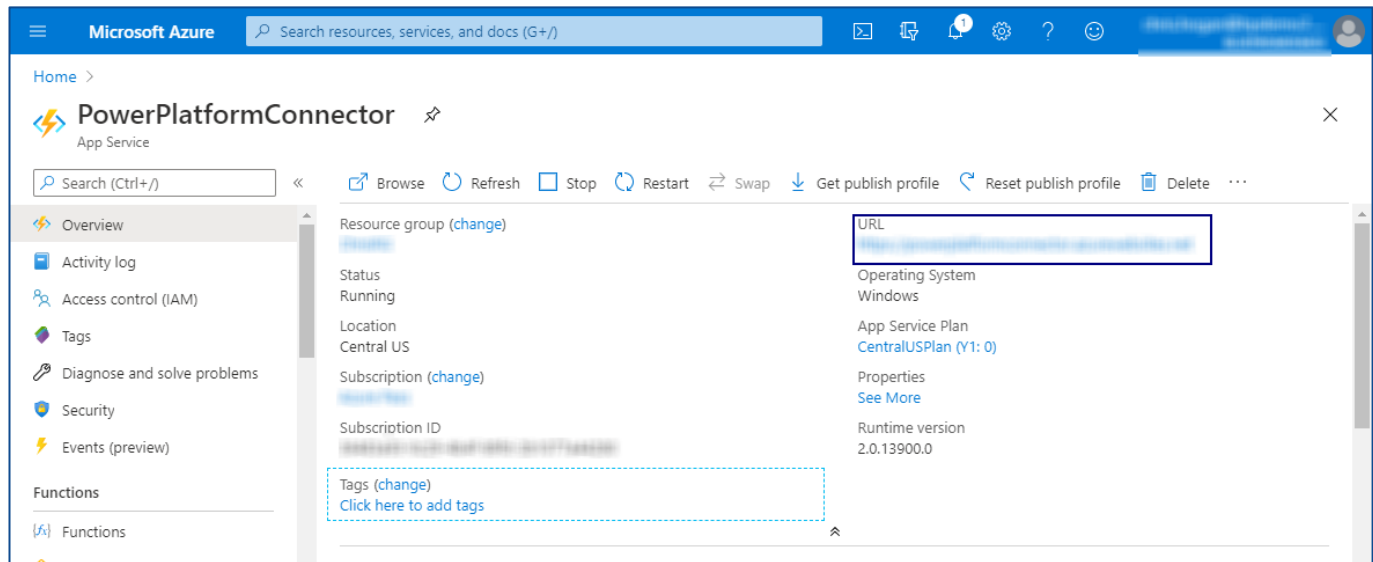 Microsoft Azure
Search resources, services, and docs (G+/)
1
Home >
PowerPlatformConnector
App Service
Search (Ctrl+/)
«
Browse Refresh Stop Restart Swap Get publish profile Reset publish profile Delete ...
Overview
Activity log
Access control (IAM)
Tags
Diagnose and solve problems
Security
Events (preview)
Functions
Functions
Resource group (change)
Status
Running
Location
Central US
Subscription (change)
Subscription ID
Tags (change)
Click here to add tags
URL
Operating System
Windows
App Service Plan
CentralUSPlan (Y1: 0)
Properties
See More
Runtime version
2.0.13900.0